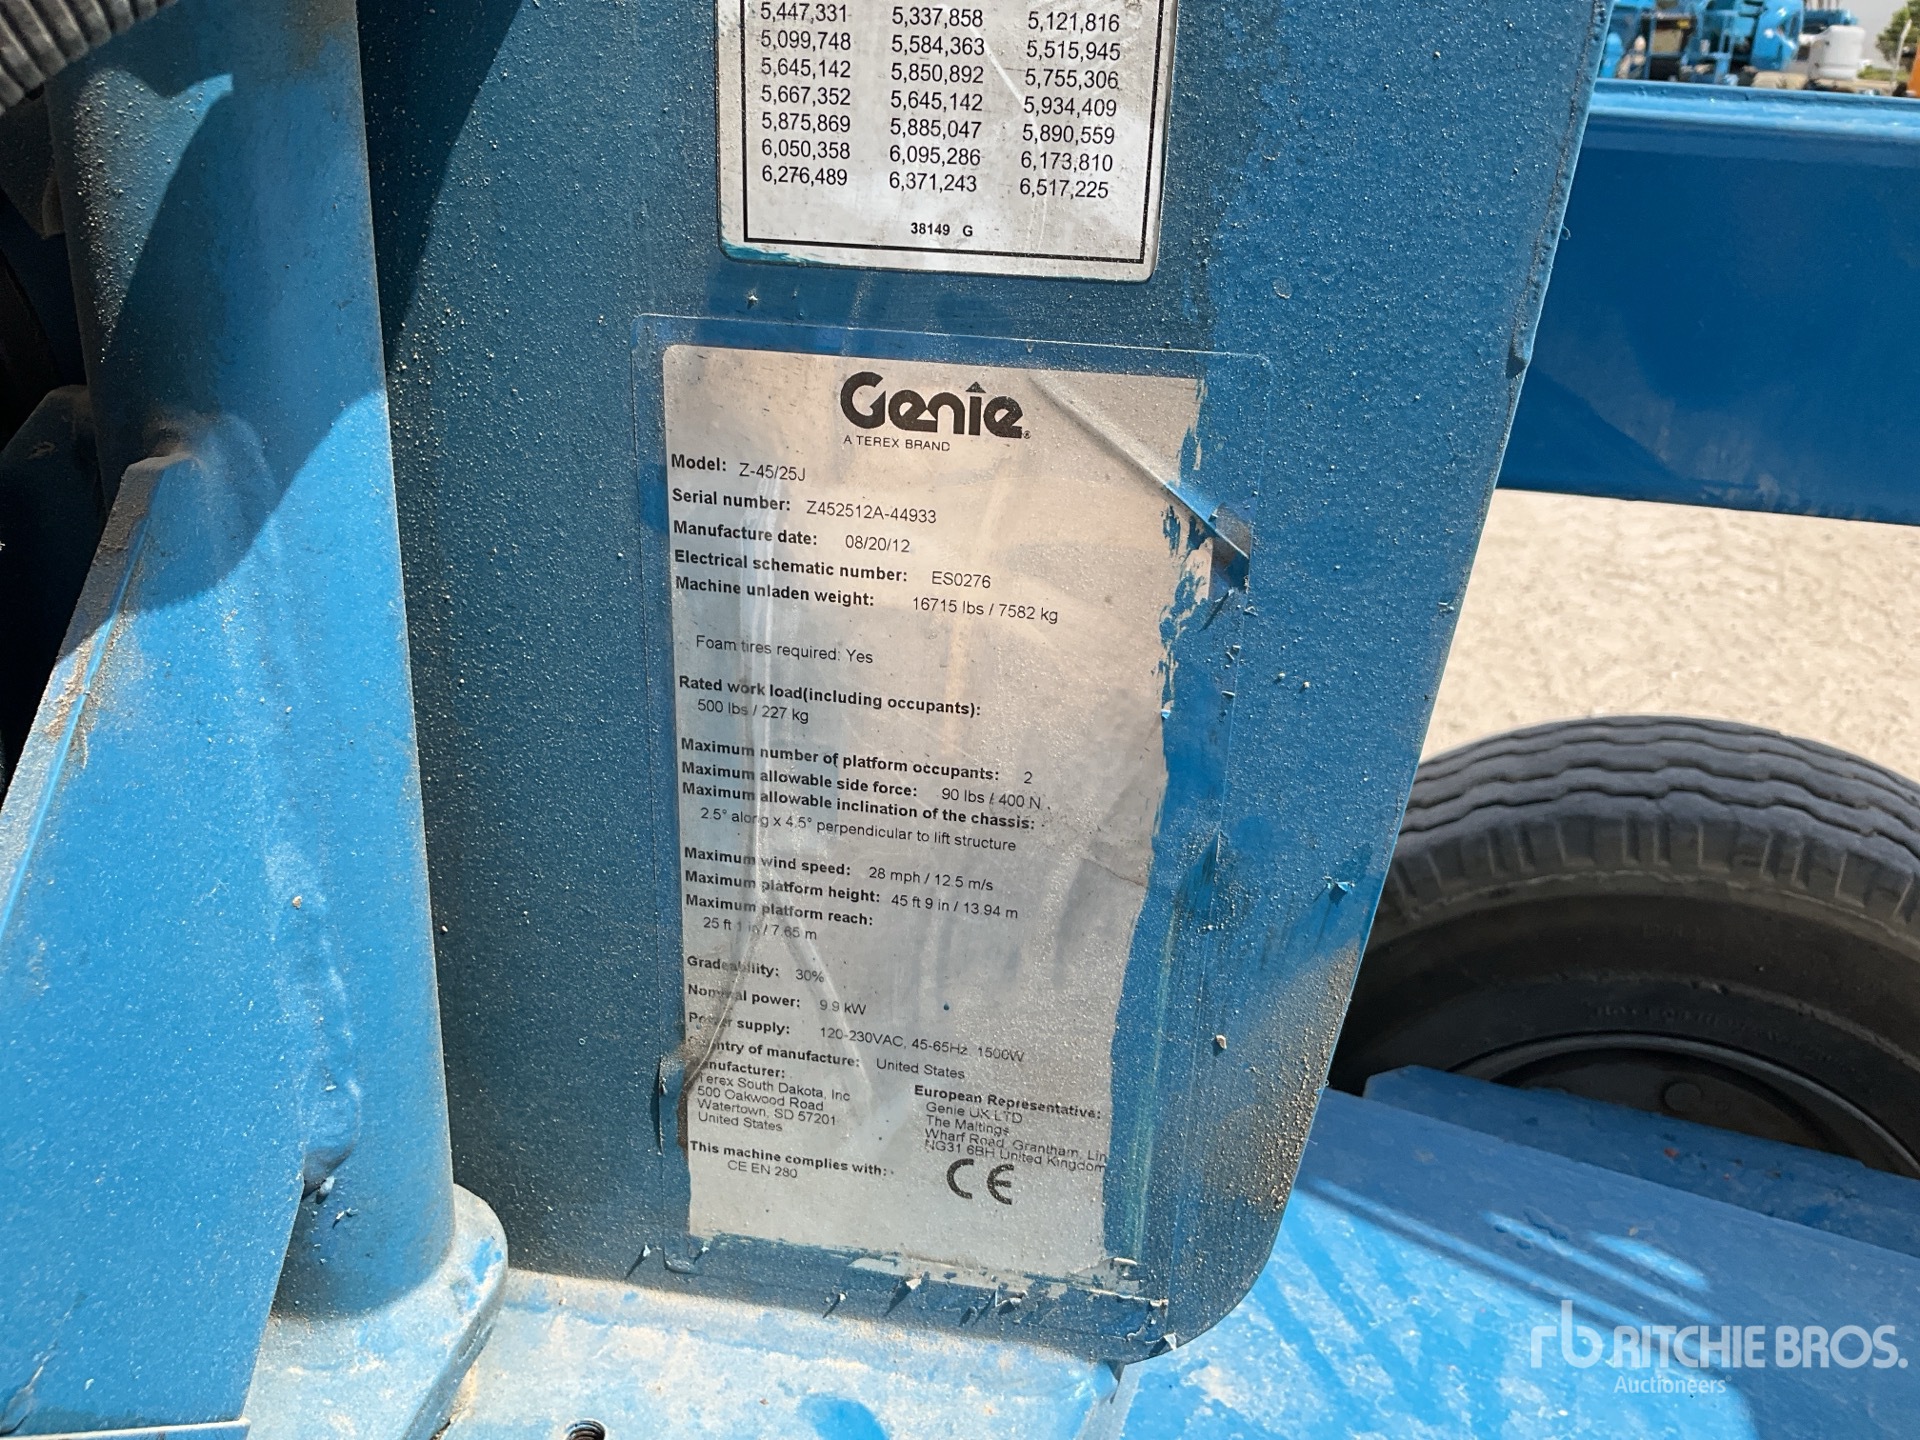 5,447,331 5,337,858 5,121,816
5,099,748 5,584,363 5,515,945
5,645,142 5,850,892 5,755,306
5,667,352 5,645,142 5,934,409
5,875,869 5,885,047 5,890,559
6,050,358 6,095,286 6,173,810
6,276,489 6,371,243 6,517,225
38149 G
Genie®
A TEREX BRAND
Model: Z-45/25J
Serial number: Z452512A-44933
Manufacture date: 08/20/12
Electrical schematic number: ES0276
Machine unladen weight: 16715 lbs / 7582 kg
Foam tires required: Yes
Rated work load(including occupants):
500 lbs / 227 kg
Maximum number of platform occupants: 2
Maximum allowable side force: 90 lbs / 400 N
Maximum allowable inclination of the chassis:
2.5° along x 4.5° perpendicular to lift structure
Maximum wind speed: 28 mph / 12.5 m/s
Maximum platform height: 45 ft 9 in / 13.94 m
Maximum platform reach:
25 ft 1 in / 7.65 m
Gradeability: 30%
Nominal power: 9.9 kW
Power supply: 120-230VAC, 45-65Hz 1500W
ntry of manufacture: United States
nufacturer:
Terex South Dakota, Inc
500 Oakwood Road
Watertown, SD 57201
United States
European Representative:
Genie UK LTD
The Maltings
Wharf Road, Grantham, Lin
NG31 6BH United Kingdom
This machine complies with:
CE EN 280
CE
rb RITCHIE BROS.
Auctioneers